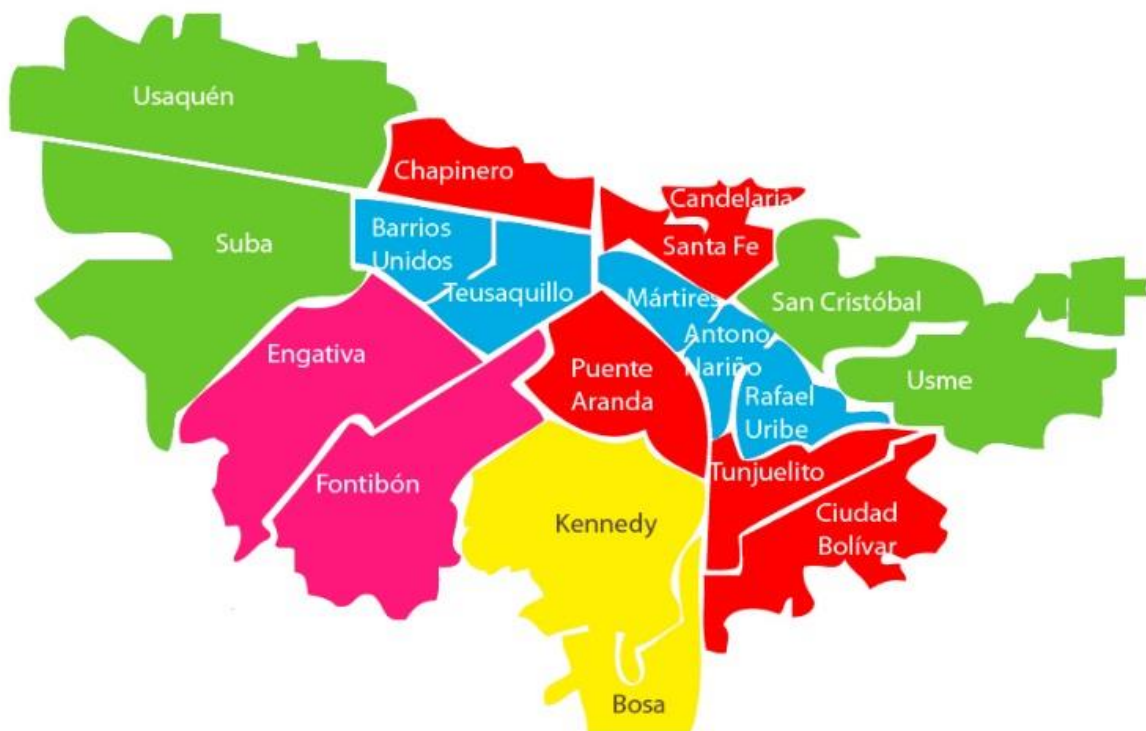 Usaquén
Chapinero
Candelaria
Santa Fe
Suba
Barrios
Unidos
Teusaquillo
Mártires
San Cristóbal
Antono
Nariño
Engativa
Puente
Aranda
Usme
Rafael
Uribe
Fontibón
Tunjuelito
Kennedy
Ciudad
Bolívar
Bosa